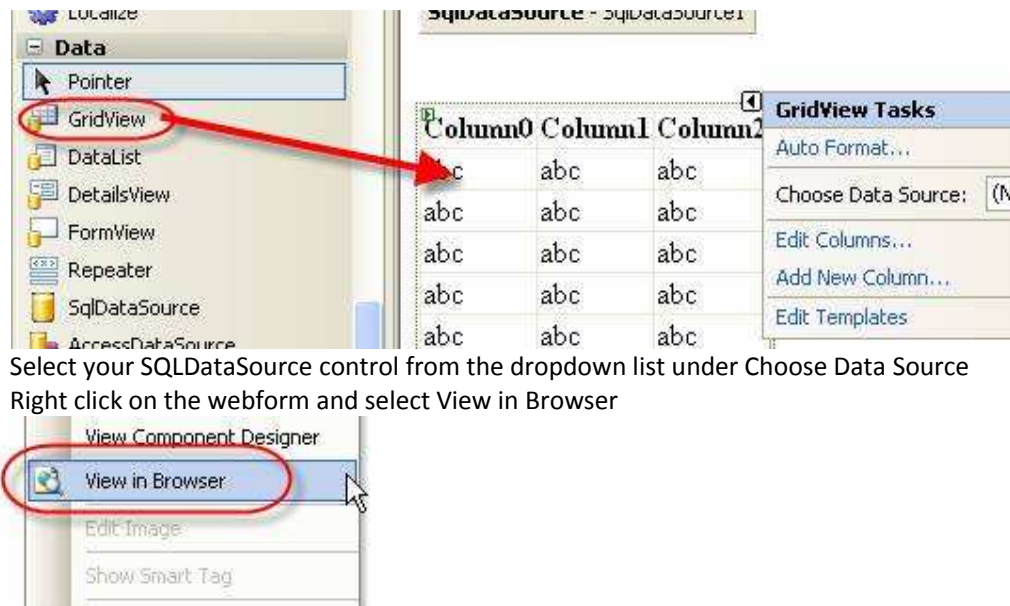 Localize
SqlDataSource - SqlDataSource1
Data
Pointer
GridView
DataList
DetailsView
FormView
Repeater
SqlDataSource
AccessDataSource
Column0 Column1 Column2
abc abc
abc abc abc
abc abc abc
abc abc abc
abc abc abc
GridView Tasks
Auto Format...
Choose Data Source:
Edit Columns...
Add New Column...
Edit Templates
Select your SQLDataSource control from the dropdown list under Choose Data Source
Right click on the webform and select View in Browser
View Component Designer
View in Browser
Edit Image
Show Smart Tag